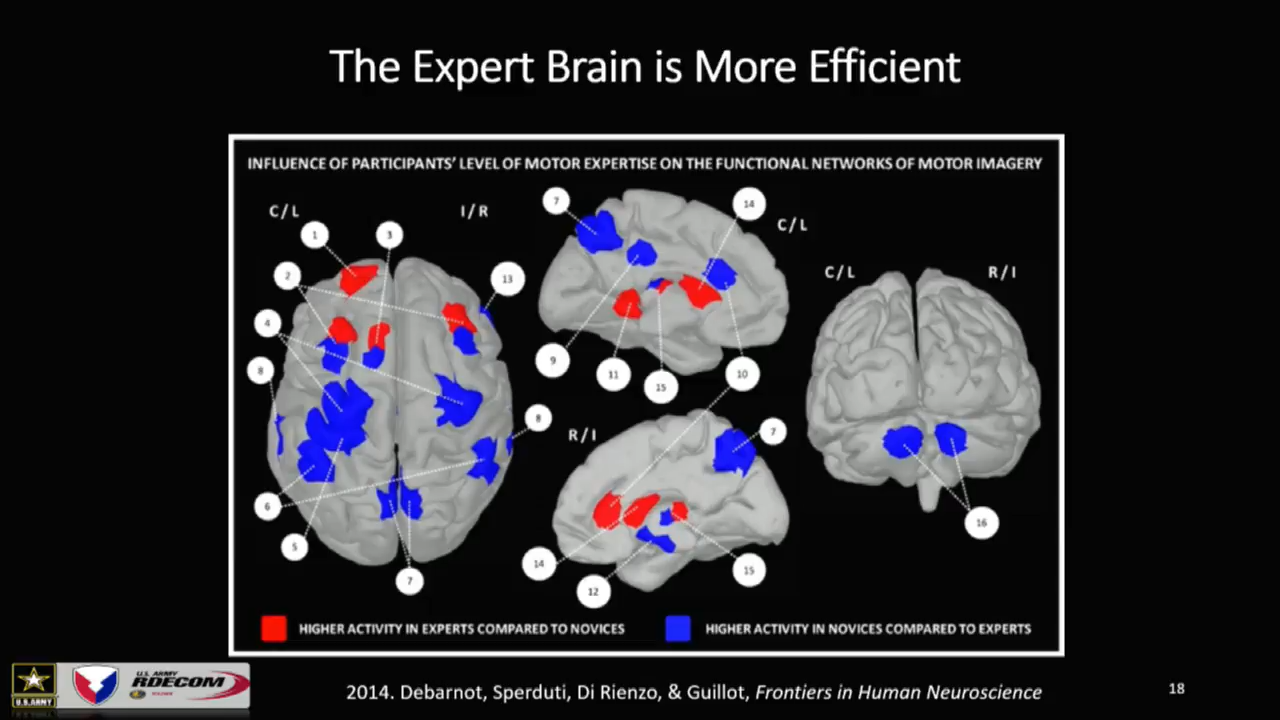 The Expert Brain is More Efficient
INFLUENCE OF PARTICIPANTS' LEVEL OF MOTOR EXPERTISE ON THE FUNCTIONAL NETWORKS OF MOTOR IMAGERY
C/L
I/R
1
3
2
13
4
8
8
6
5
7
7
14
C/L
9
11
15
10
R/I
7
14
12
15
C/L
R/I
16
HIGHER ACTIVITY IN EXPERTS COMPARED TO NOVICES
HIGHER ACTIVITY IN NOVICES COMPARED TO EXPERTS
U.S. ARMY
U.S. ARMY
RDECOM
2014. Debarnot, Sperduti, Di Rienzo, & Guillot, Frontiers in Human Neuroscience
18